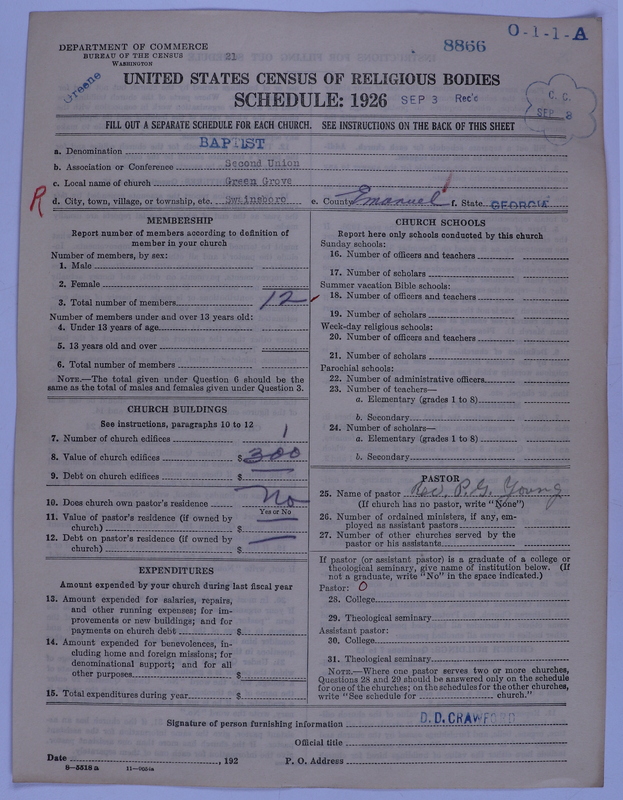 O-1-1-A
8866
DEPARTMENT OF COMMERCE
BUREAU OF THE CENSUS 21
WASHINGTON
Greene
UNITED STATES CENSUS OF RELIGIOUS BODIES
SCHEDULE: 1926 SEP 3 Rec'c
C. C.
SEP 8
FILL OUT A SEPARATE SCHEDULE FOR EACH CHURCH. SEE INSTRUCTIONS ON THE BACK OF THIS SHEET
a. Denomination BAPTIST
b. Association or Conference Second Union
c. Local name of church Green Grove
R d. City, town, village, or township, etc. Swainsboro e. County Emanuel f. State GEORGIA
MEMBERSHIP
Report number of members according to definition of
member in your church
Number of members, by sex:
1. Male
2. Female
3. Total number of members 12
Number of members under and over 13 years old:
4. Under 13 years of age
5. 13 years old and over
6. Total number of members
NOTE.—The total given under Question 6 should be the
same as the total of males and females given under Question 3.
CHURCH BUILDINGS
See instructions, paragraphs 10 to 12
7. Number of church edifices 1
8. Value of church edifices $ 300
9. Debt on church edifices $
10. Does church own pastor's residence No
Yes or No
11. Value of pastor's residence (if owned by
church) $
12. Debt on pastor's residence (if owned by
church) $
EXPENDITURES
Amount expended by your church during last fiscal year
13. Amount expended for salaries, repairs,
and other running expenses; for im-
provements or new buildings; and for
payments on church debt $
14. Amount expended for benevolences, in-
cluding home and foreign missions; for
denominational support; and for all
other purposes $
15. Total expenditures during year $
CHURCH SCHOOLS
Report here only schools conducted by this church
Sunday schools:
16. Number of officers and teachers
17. Number of scholars
Summer vacation Bible schools:
18. Number of officers and teachers
19. Number of scholars
Week-day religious schools:
20. Number of officers and teachers
21. Number of scholars
Parochial schools:
22. Number of administrative officers
23. Number of teachers—
a. Elementary (grades 1 to 8)
b. Secondary
24. Number of scholars—
a. Elementary (grades 1 to 8)
b. Secondary
PASTOR
25. Name of pastor P. G. Young
(If church has no pastor, write "None")
26. Number of ordained ministers, if any, em-
ployed as assistant pastors
27. Number of other churches served by the
pastor or his assistants
If pastor (or assistant pastor) is a graduate of a college or
theological seminary, give name of institution below. (If
not a graduate, write "No" in the space indicated.)
Pastor: O
28. College
29. Theological seminary
Assistant pastor:
30. College
31. Theological seminary
NOTE.—Where one pastor serves two or more churches,
Questions 28 and 29 should be answered only on the schedule
for one of the churches; on the schedules for the other churches,
write "See schedule for church."
Signature of person furnishing information D. D. CRAWFORD
Official title
Date , 192 P. O. Address
8-5518 a